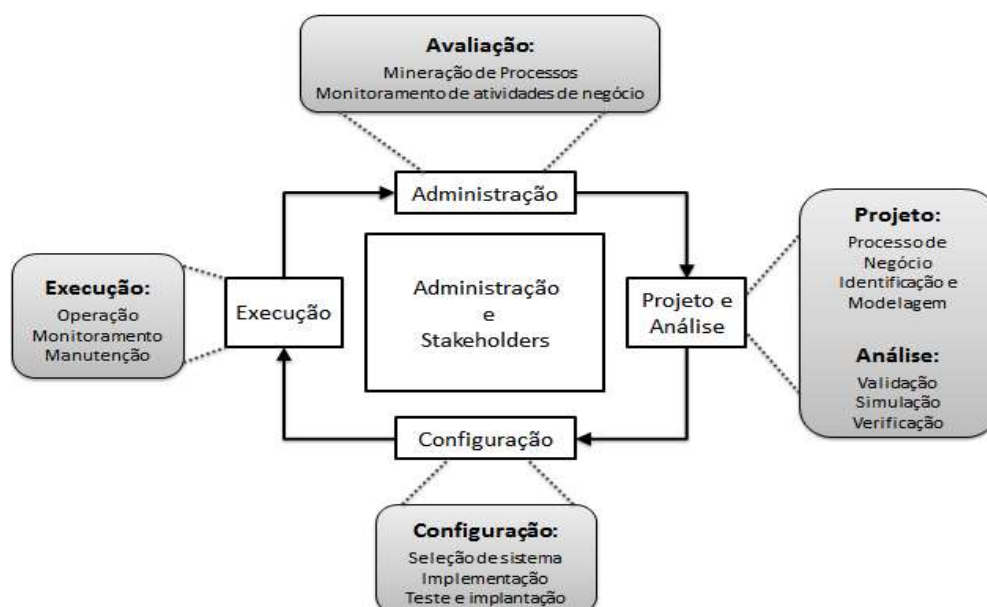 Avaliação:
Mineração de Processos
Monitoramento de atividades de negócio
Administração
Projeto:
Processo de
Negócio
Identificação e
Modelagem
Análise:
Validação
Simulação
Verificação
Execução:
Operação
Monitoramento
Manutenção
Execução
Administração
e
Stakeholders
Projeto e
Análise
Configuração
Configuração:
Seleção de sistema
Implementação
Teste e implantação